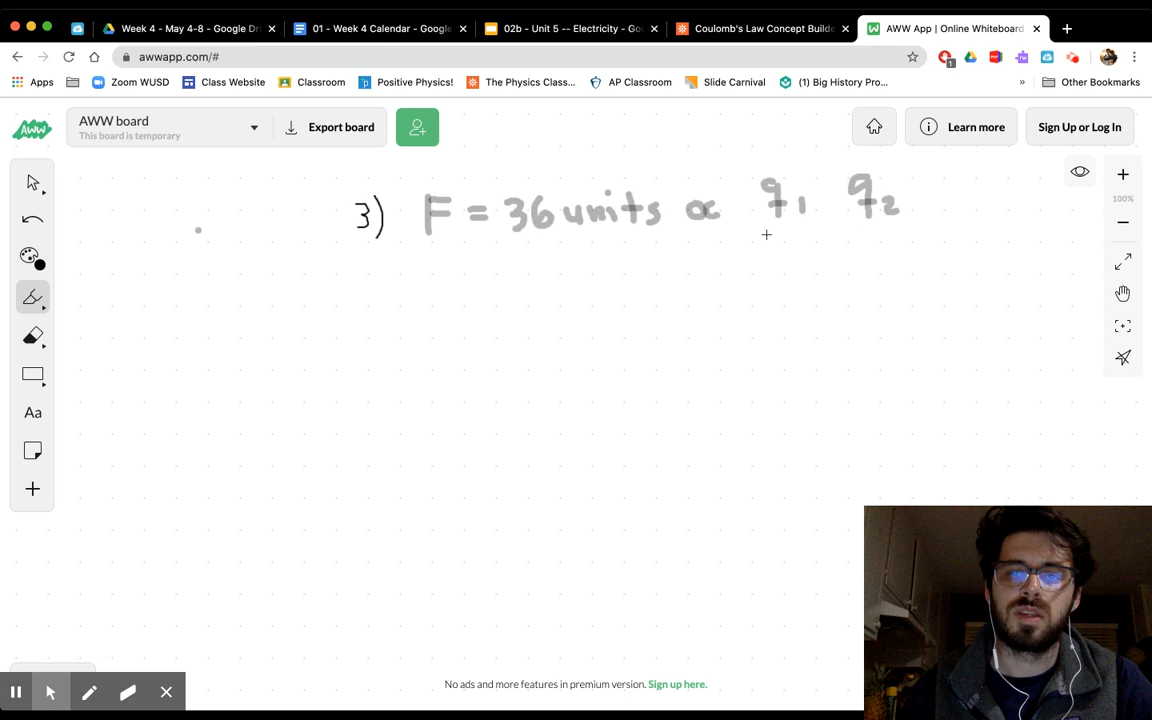 Week 4 - May 4-8 - Google Dri
01 - Week 4 Calendar - Google
02b - Unit 5 -- Electricity - Goo
Coulomb's Law Concept Builde
AWW App | Online Whiteboard
awwapp.com/#
1
Apps
Zoom WUSD
Class Website
Classroom
Positive Physics!
The Physics Class...
AP Classroom
Slide Carnival
(1) Big History Pro...
»
Other Bookmarks
AWW
AWW board
This board is temporary
Export board
Learn more
Sign Up or Log In
3) F = 36 units ∝ q1 q2
100%
Aa
No ads and more features in premium version. Sign up here.